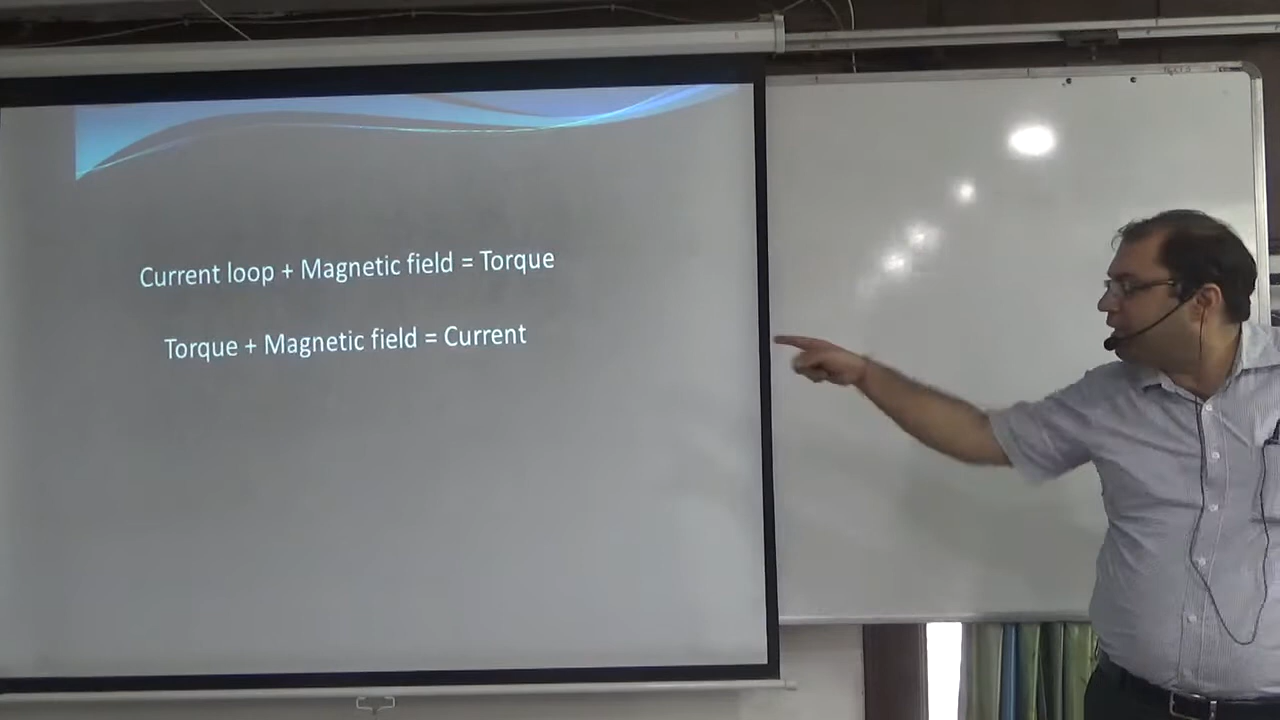 Current loop + Magnetic field = Torque
Torque + Magnetic field = Current